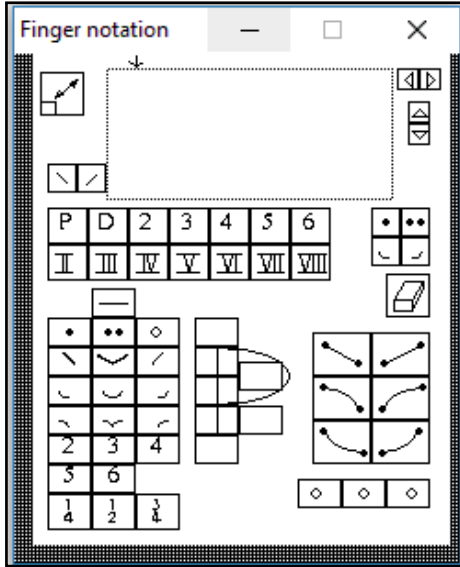 Finger notation
P D 2 3 4 5 6
II III IV V VI VII VIII
2 3 4
5 6
1/4 1/2 3/4